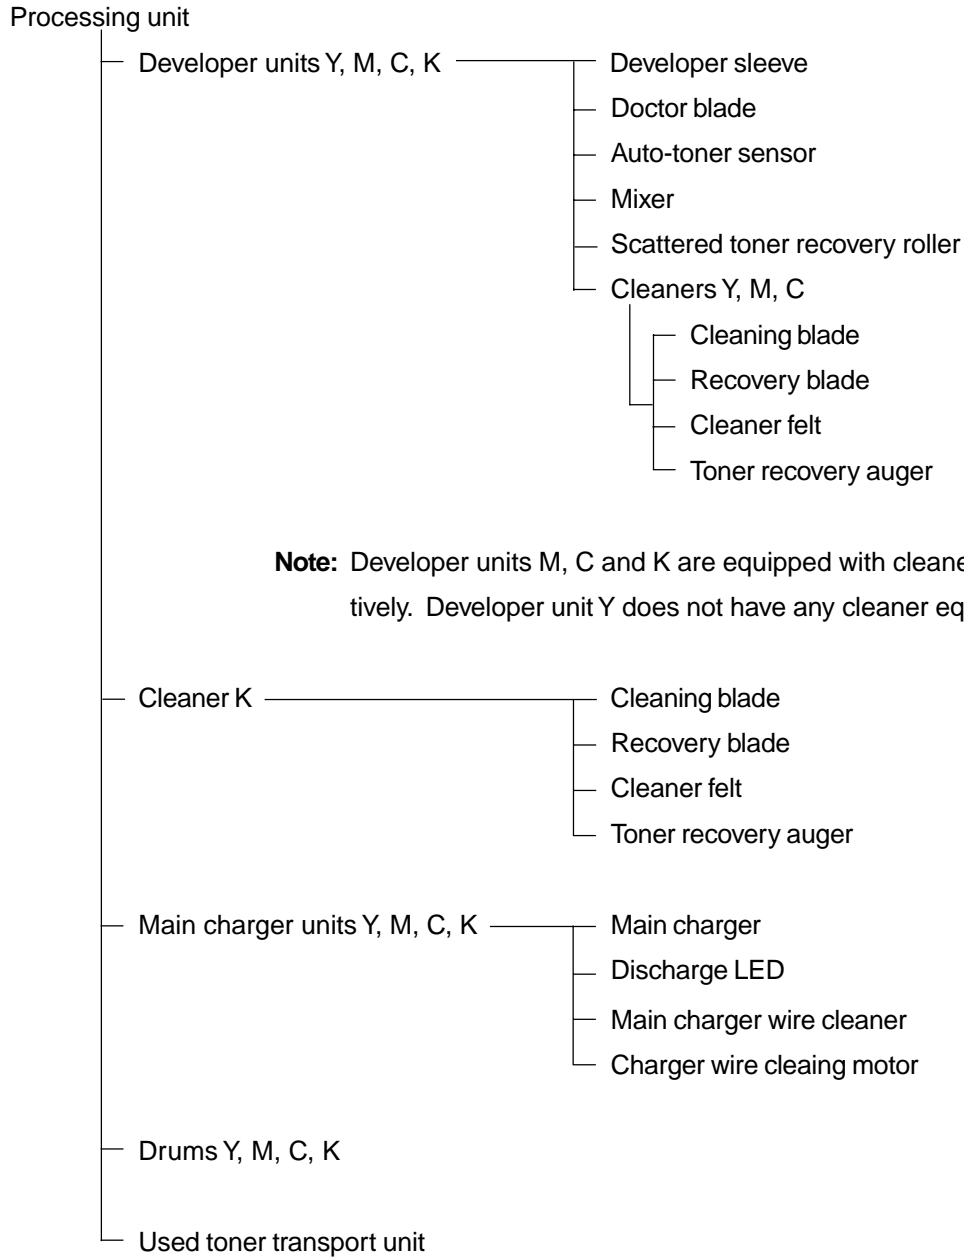 Processing unit
Developer units Y, M, C, K
Developer sleeve
Doctor blade
Auto-toner sensor
Mixer
Scattered toner recovery roller
Cleaners Y, M, C
Cleaning blade
Recovery blade
Cleaner felt
Toner recovery auger
Note: Developer units M, C and K are equipped with
tively. Developer unit Y does not have any cleaner
Cleaner K
Cleaning blade
Recovery blade
Cleaner felt
Toner recovery auger
Main charger units Y, M, C, K
Main charger
Discharge LED
Main charger wire cleaner
Charger wire cleaing motor
Drums Y, M, C, K
Used toner transport unit